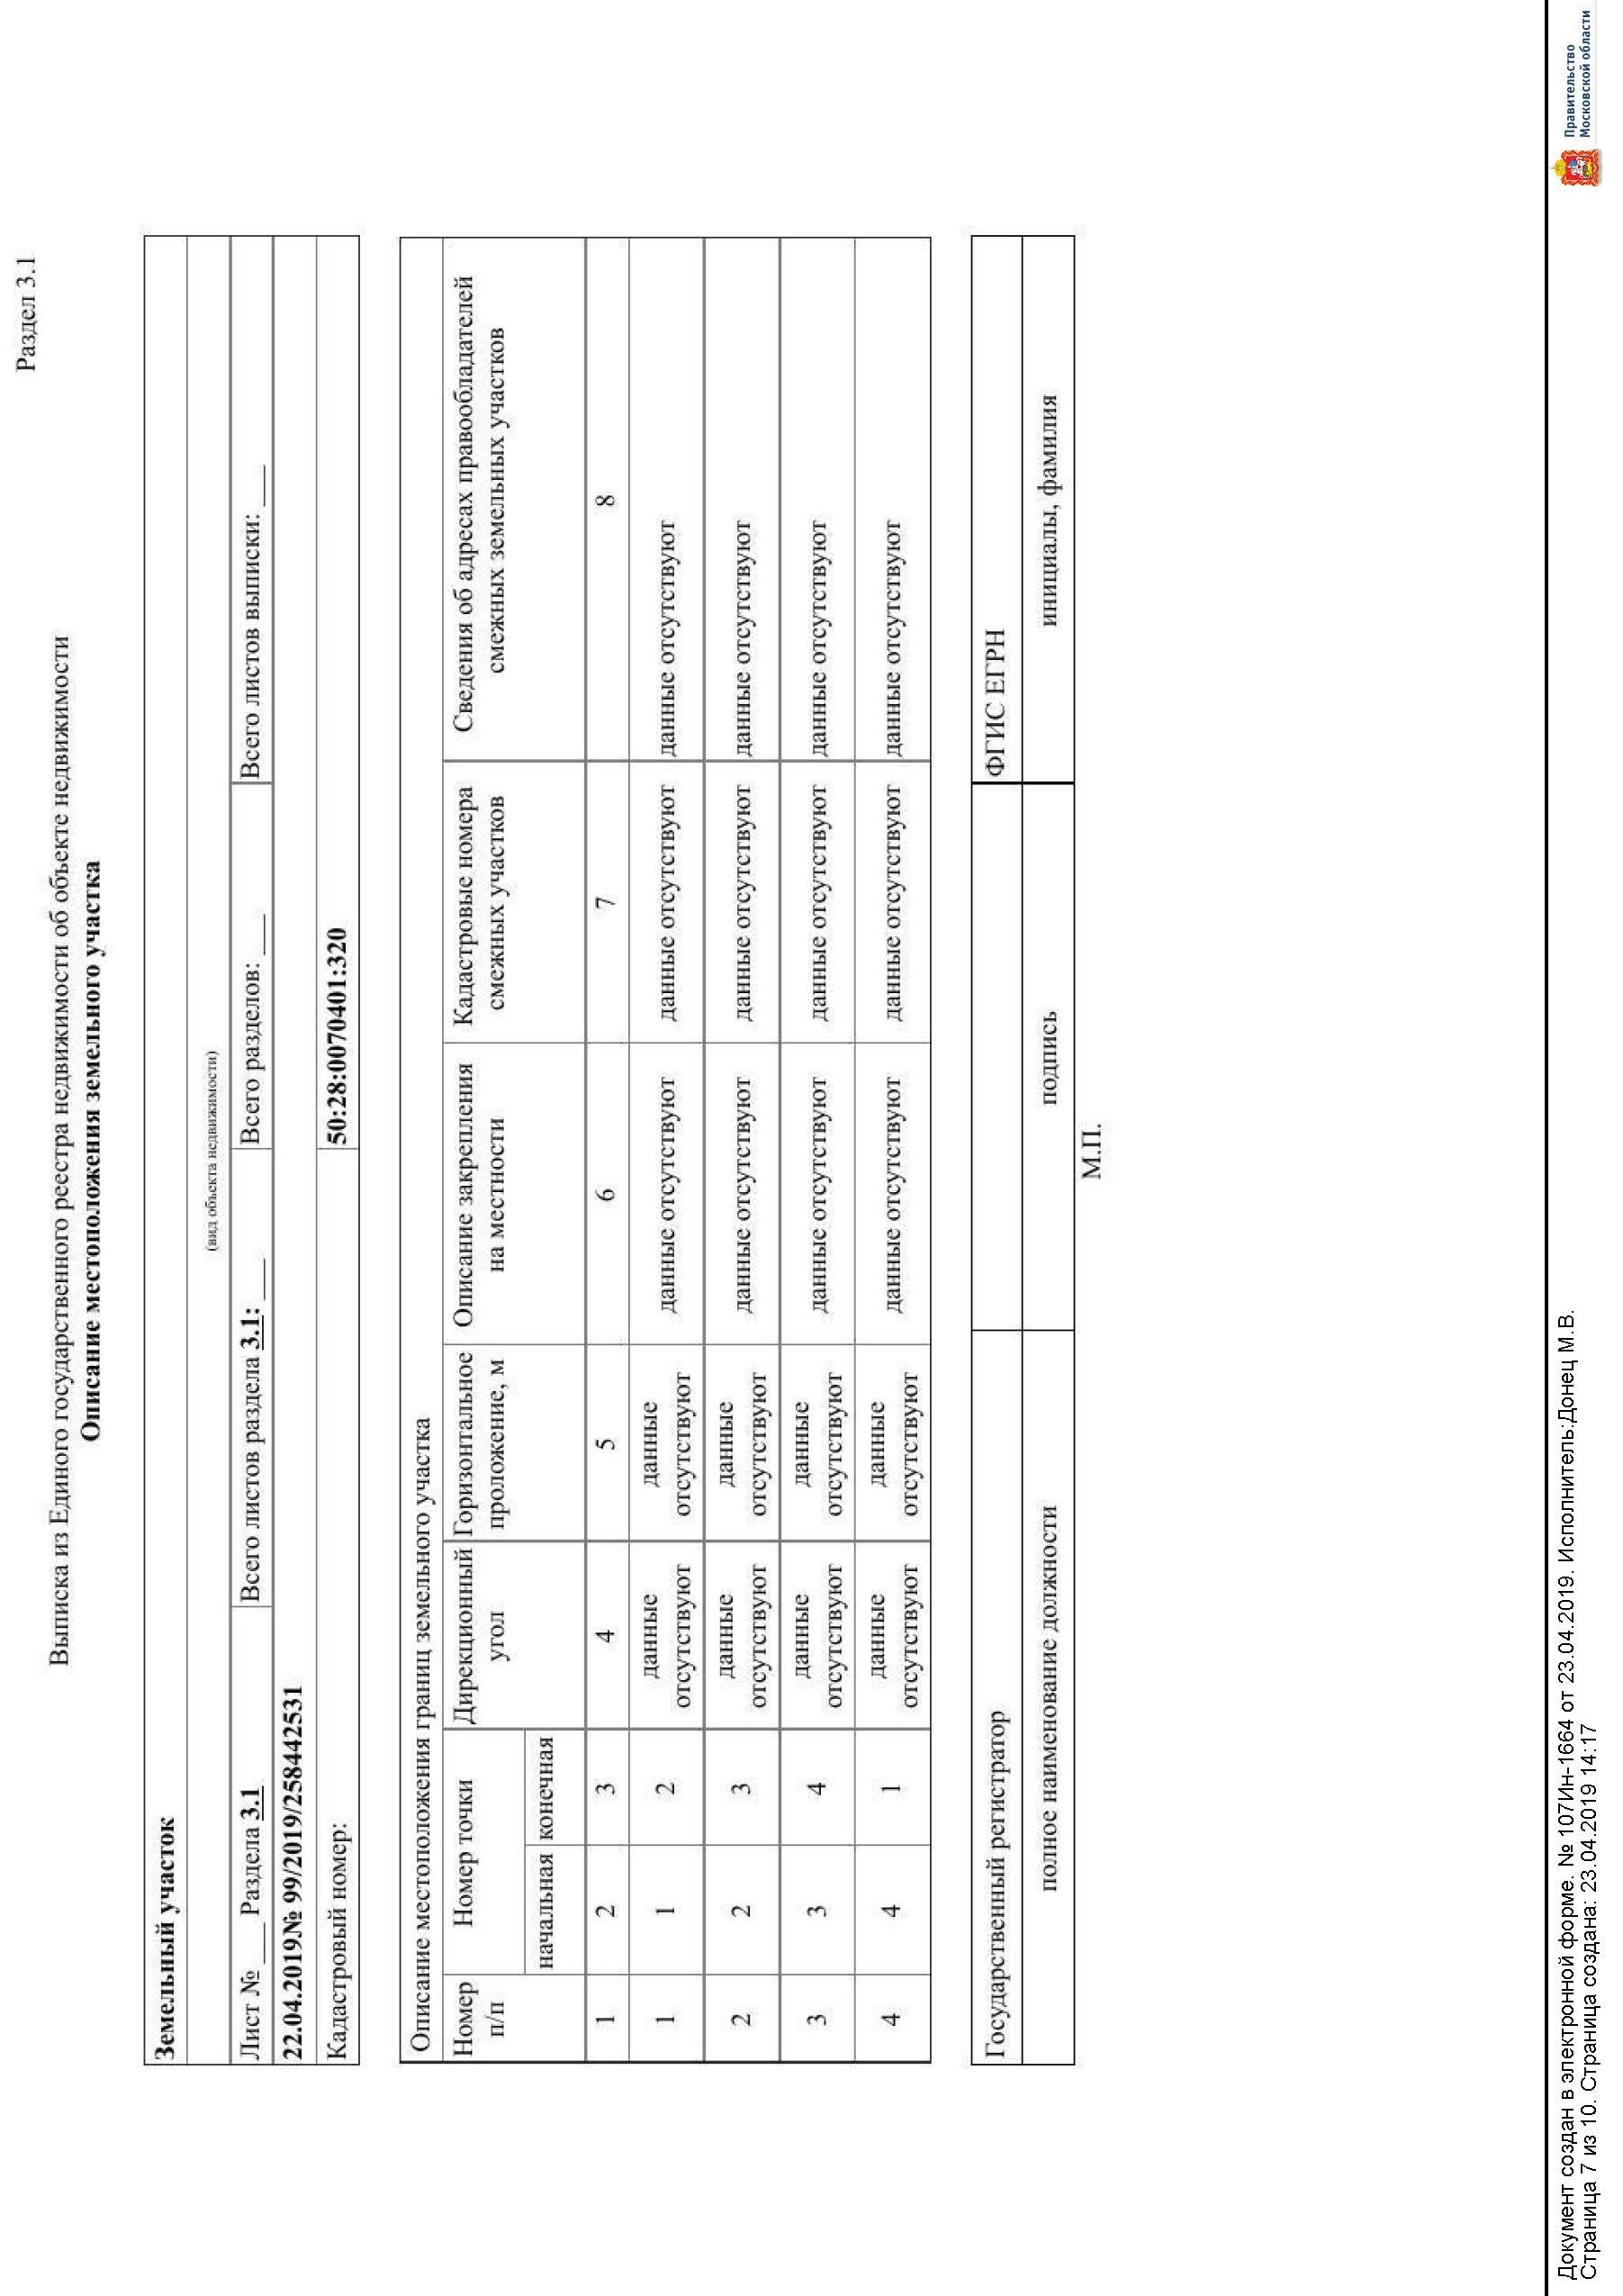 Раздел 3.1
Выписка из Единого государственного реестра недвижимости об объекте недвижимости
Описание местоположения земельного участка
Земельный участок
(вид объекта недвижимости)
Лист № ___ Раздела 3.1 Всего листов раздела 3.1: ___ Всего разделов: ___ Всего листов выписки: ___
22.04.2019№ 99/2019/258442531
Кадастровый номер: 50:28:0070401:320
Описание местоположения границ земельного участка
Номер п/п Номер точки Дирекционный угол Горизонтальное проложение, м Описание закрепления на местности Кадастровые номера смежных участков Сведения об адресах правообладателей смежных земельных участков
начальная конечная
1 2 3 4 5 6 7 8
1 1 2 данные отсутствуют данные отсутствуют данные отсутствуют данные отсутствуют данные отсутствуют
2 2 3 данные отсутствуют данные отсутствуют данные отсутствуют данные отсутствуют данные отсутствуют
3 3 4 данные отсутствуют данные отсутствуют данные отсутствуют данные отсутствуют данные отсутствуют
4 4 1 данные отсутствуют данные отсутствуют данные отсутствуют данные отсутствуют данные отсутствуют
Государственный регистратор ФГИС ЕГРН
полное наименование должности подпись инициалы, фамилия
М.П.
Документ создан в электронной форме. № 107Ин-1664 от 23.04.2019. Исполнитель:Донец М.В.
Страница 7 из 10. Страница создана: 23.04.2019 14:17
Правительство
Московской области